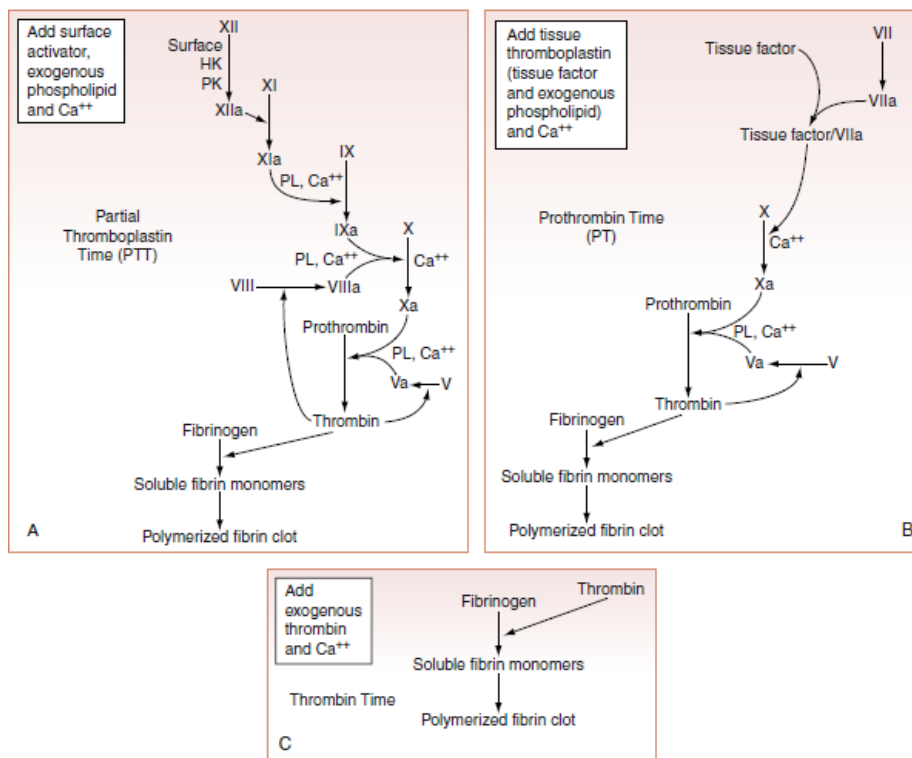 Add surface
activator,
exogenous
phospholipid
and Ca++
XII
Surface
HK
PK
XI
XIIa
XIa
IX
PL, Ca++
Partial
Thromboplastin
Time (PTT)
IXa
X
PL, Ca++
Ca++
VIII
VIIIa
Xa
Prothrombin
PL, Ca++
Va
V
Thrombin
Fibrinogen
Soluble fibrin monomers
Polymerized fibrin clot
A
Add tissue
thromboplastin
(tissue factor
and exogenous
phospholipid)
and Ca++
Tissue factor
VII
VIIa
Tissue factor/VIIa
Prothrombin Time
(PT)
X
Ca++
Xa
Prothrombin
PL, Ca++
Va
V
Thrombin
Fibrinogen
Soluble fibrin monomers
Polymerized fibrin clot
B
Add
exogenous
thrombin
and Ca++
Thrombin
Fibrinogen
Soluble fibrin monomers
Thrombin Time
Polymerized fibrin clot
C